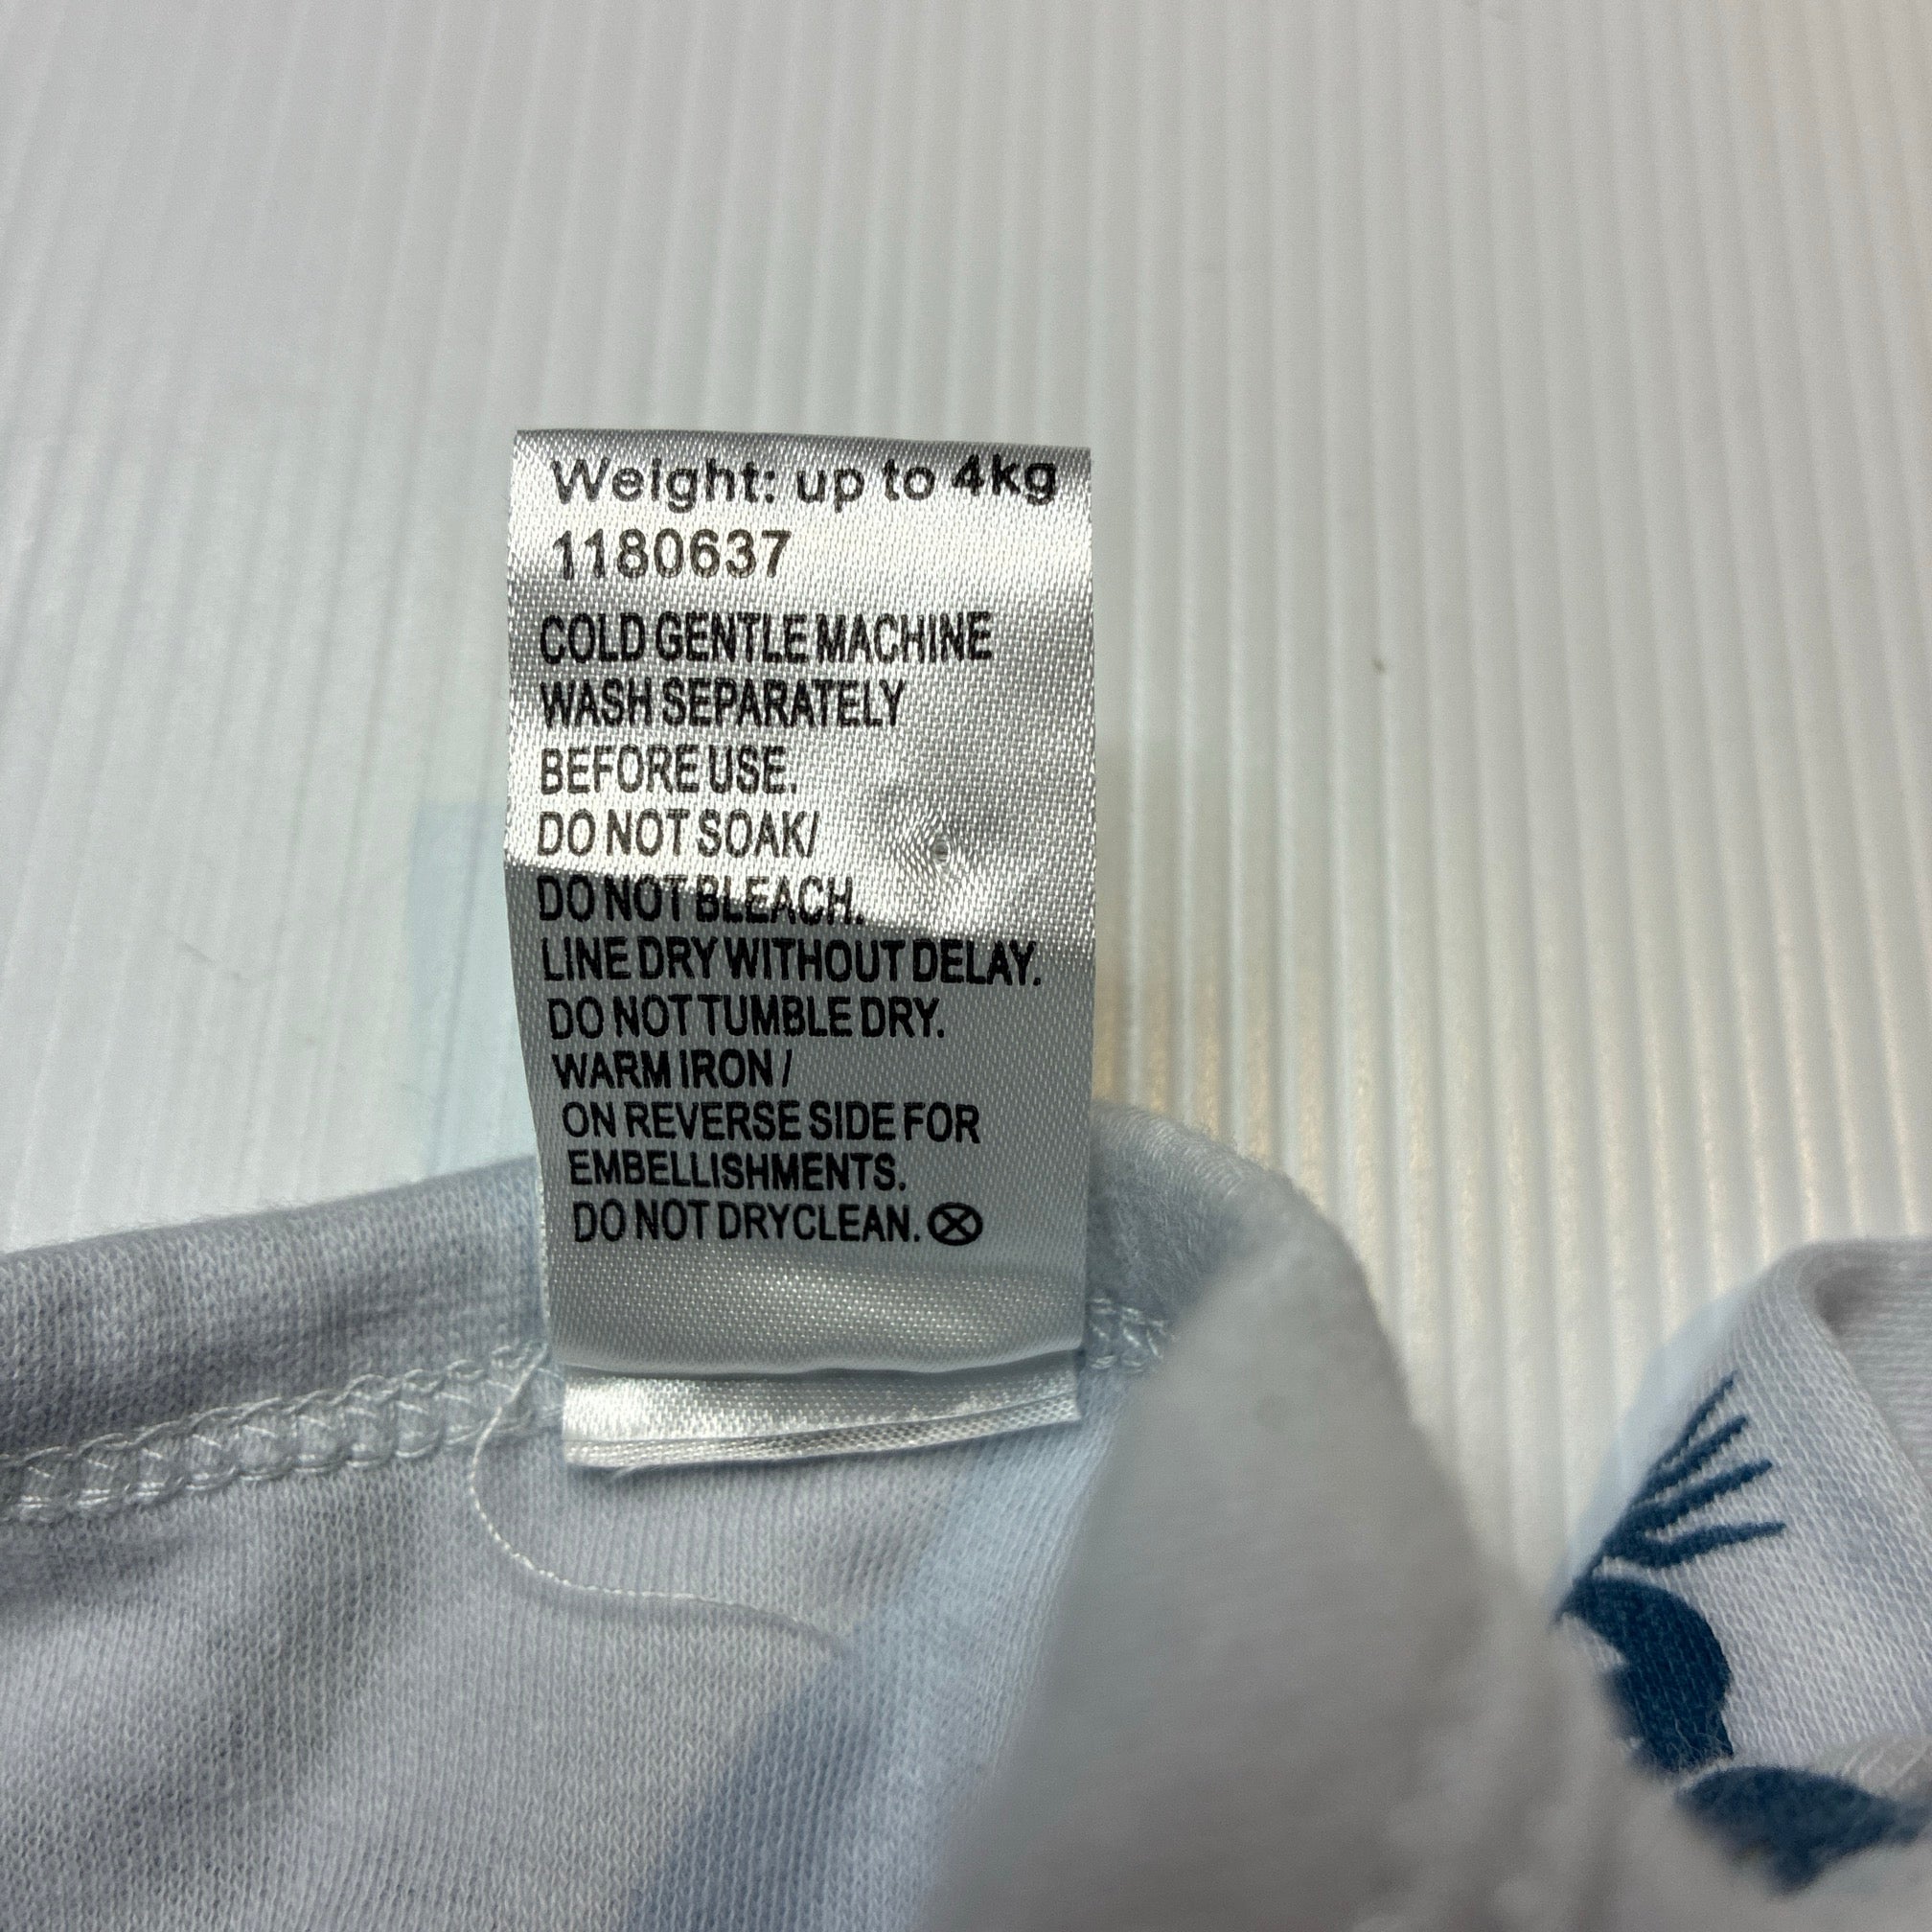 Weight: up to 4kg
1180637
COLD GENTLE MACHINE
WASH SEPARATELY
BEFORE USE.
DO NOT SOAK/
DO NOT BLEACH.
LINE DRY WITHOUT DELAY.
DO NOT TUMBLE DRY.
WARM IRON /
ON REVERSE SIDE FOR
EMBELLISHMENTS.
DO NOT DRYCLEAN.